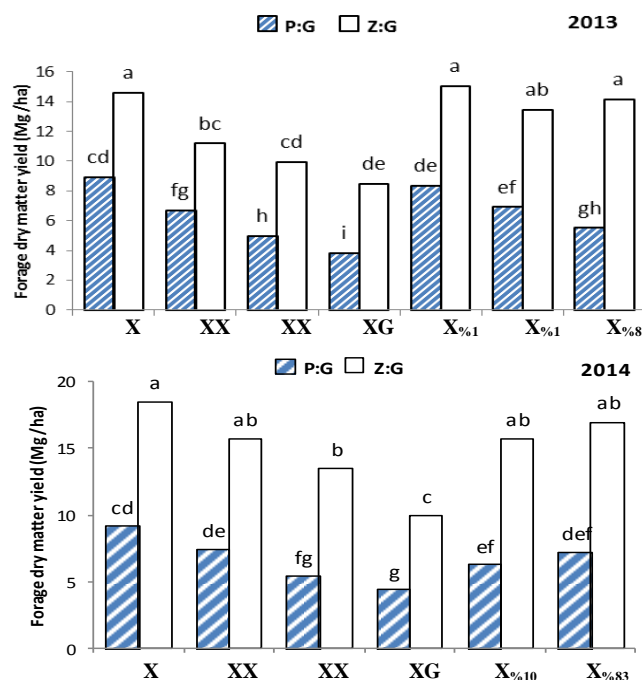 P:G Z:G 2013
Forage dry matter yield (Mg/ha)
16
14
12
10
8
6
4
2
0
cd a fg bc h cd i de de a ef ab gh a
X XX XX XG X%1 X%1 X%8
P:G Z:G 2014
Forage dry matter yield (Mg/ha)
20
15
10
5
0
cd a de ab fg b g c ef ab def ab
X XX XX XG X%10 X%83